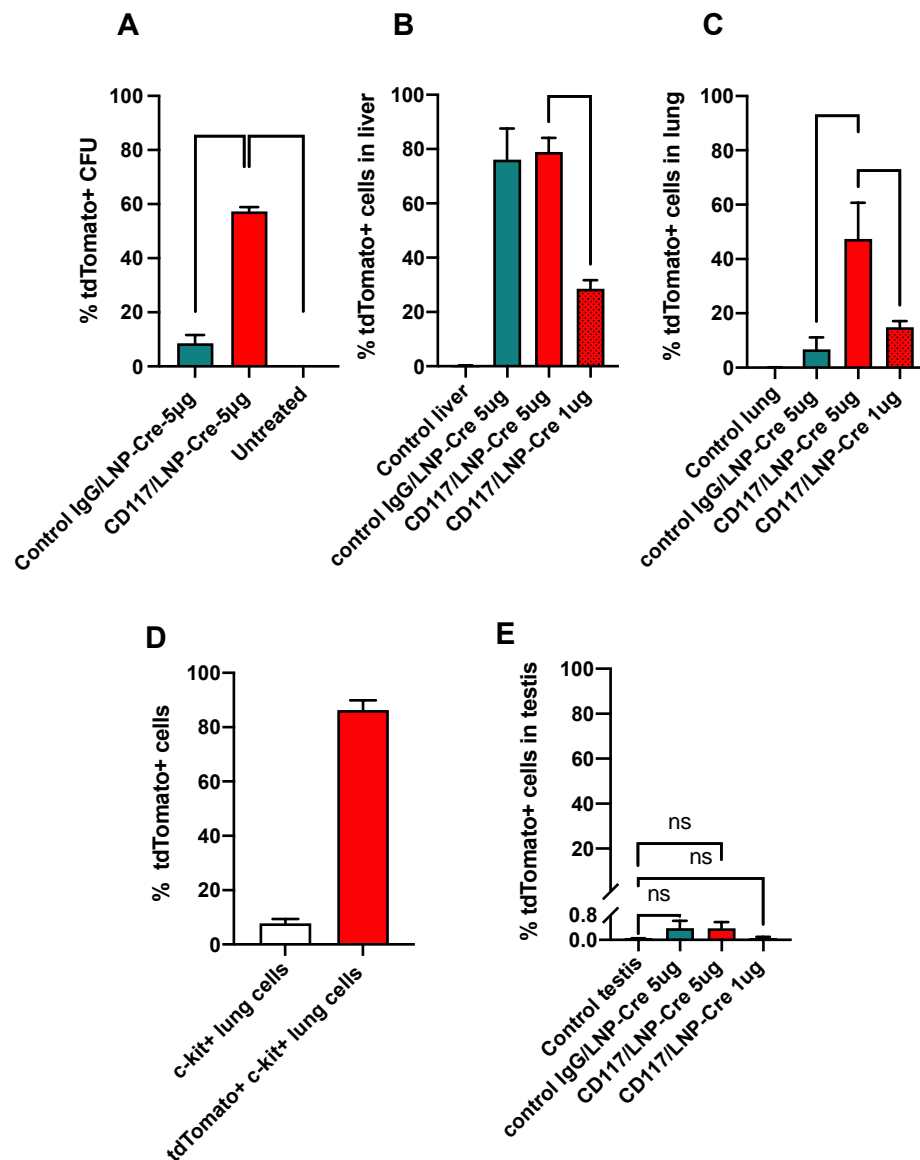 A
% tdTomato+ CFU
100
80
60
40
20
0
Control IgG/LNP-Cre-5µg
CD117/LNP-Cre-5µg
Untreated
B
% tdTomato+ cells in liver
100
80
60
40
20
0
Control liver
control IgG/LNP-Cre 5ug
CD117/LNP-Cre 5ug
CD117/LNP-Cre 1ug
C
% tdTomato+ cells in lung
100
80
60
40
20
0
Control lung
control IgG/LNP-Cre 5ug
CD117/LNP-Cre 5ug
CD117/LNP-Cre 1ug
D
% tdTomato+ cells
100
80
60
40
20
0
c-kit+ lung cells
tdTomato+ c-kit+ lung cells
E
% tdTomato+ cells in testis
100
80
60
40
20
0.8
0.0
ns
ns
ns
Control testis
control IgG/LNP-Cre 5ug
CD117/LNP-Cre 5ug
CD117/LNP-Cre 1ug